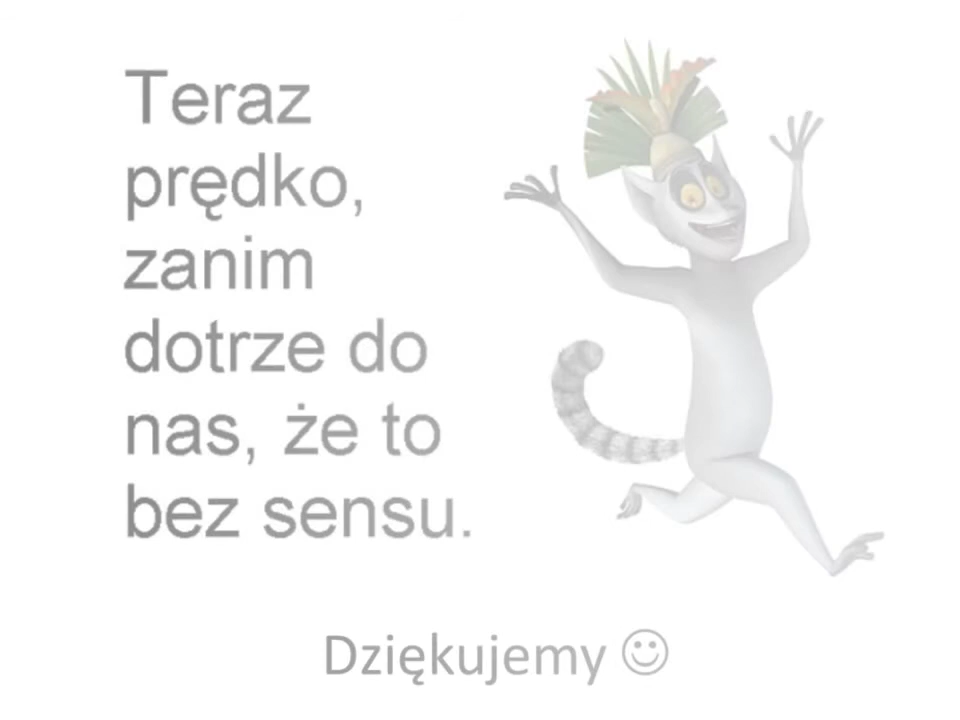 Teraz
prędko,
zanim
dotrze do
nas, że to
bez sensu.
Dziękujemy ☺